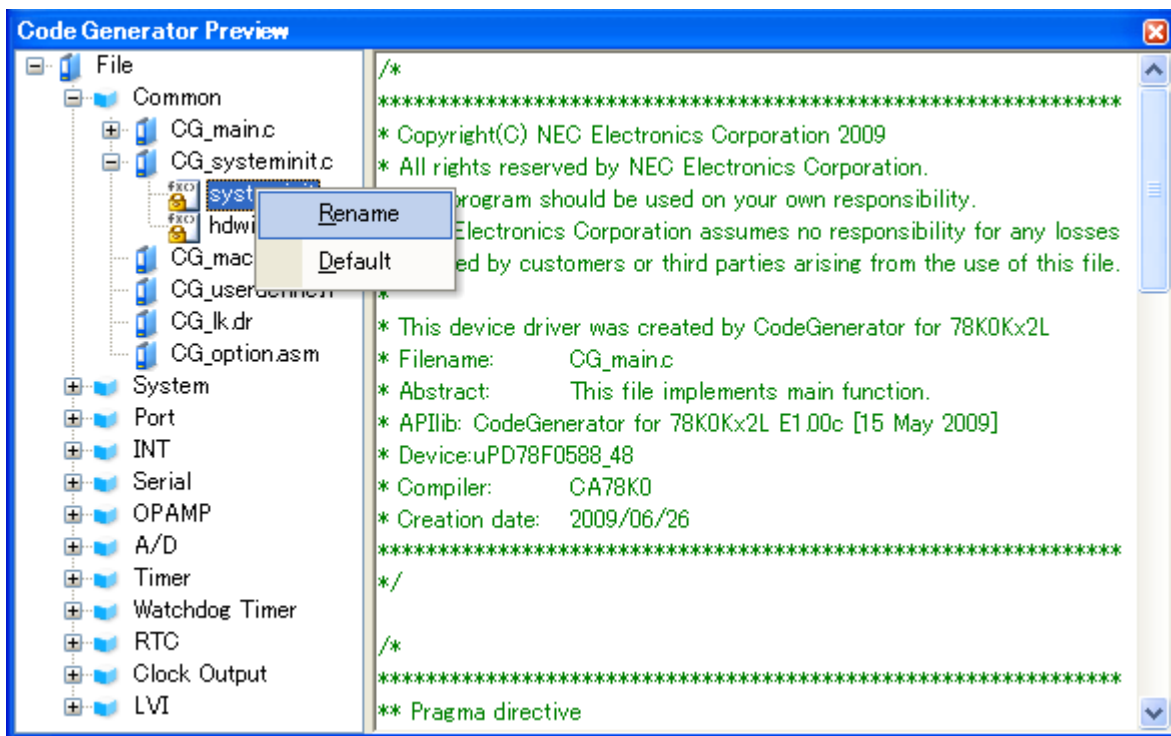 Code Generator Preview
File
Common
CG_main.c
CG_systeminit.c
syst
hdwi
CG_mac
CG_lk.dr
CG_option.asm
System
Port
INT
Serial
OPAMP
A/D
Timer
Watchdog Timer
RTC
Clock Output
LVI
Rename
Default
/*
**************************************************************
* Copyright(C) NEC Electronics Corporation 2009
* All rights reserved by NEC Electronics Corporation.
program should be used on your own responsibility.
Electronics Corporation assumes no responsibility for any losses
ed by customers or third parties arising from the use of this file.
*
* This device driver was created by CodeGenerator for 78K0Kx2L
* Filename: CG_main.c
* Abstract: This file implements main function.
* APIlib: CodeGenerator for 78K0Kx2L E1.00c [15 May 2009]
* Device:uPD78F0588_48
* Compiler: CA78K0
* Creation date: 2009/06/26
**************************************************************
*/
/*
**************************************************************
** Pragma directive